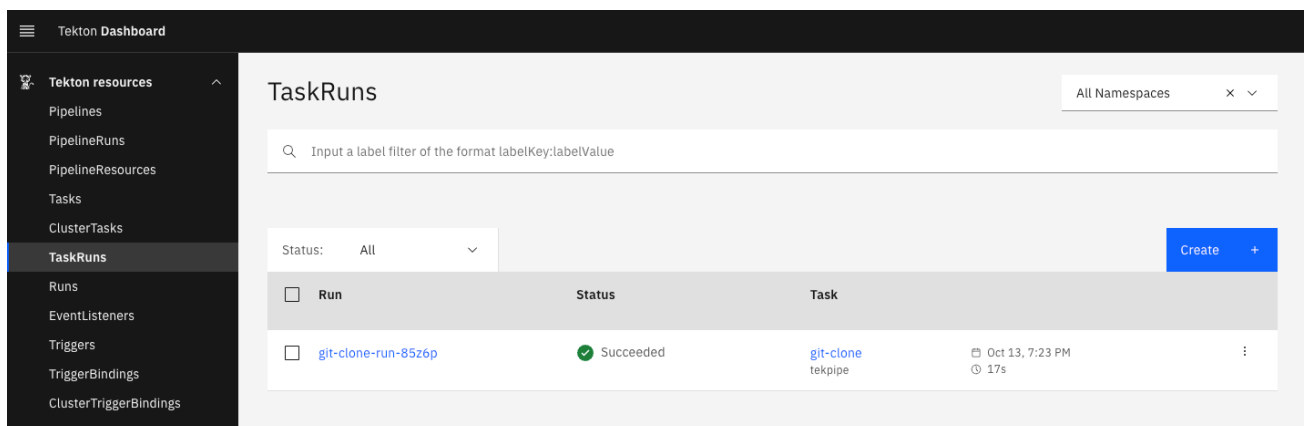 Tekton Dashboard
Tekton resources
Pipelines
PipelineRuns
PipelineResources
Tasks
ClusterTasks
TaskRuns
Runs
EventListeners
Triggers
TriggerBindings
ClusterTriggerBindings
TaskRuns
All Namespaces
Input a label filter of the format labelKey:labelValue
Status: All
Create +
Run Status Task
git-clone-run-85z6p Succeeded git-clone Oct 13, 7:23 PM
tekpipe 17s